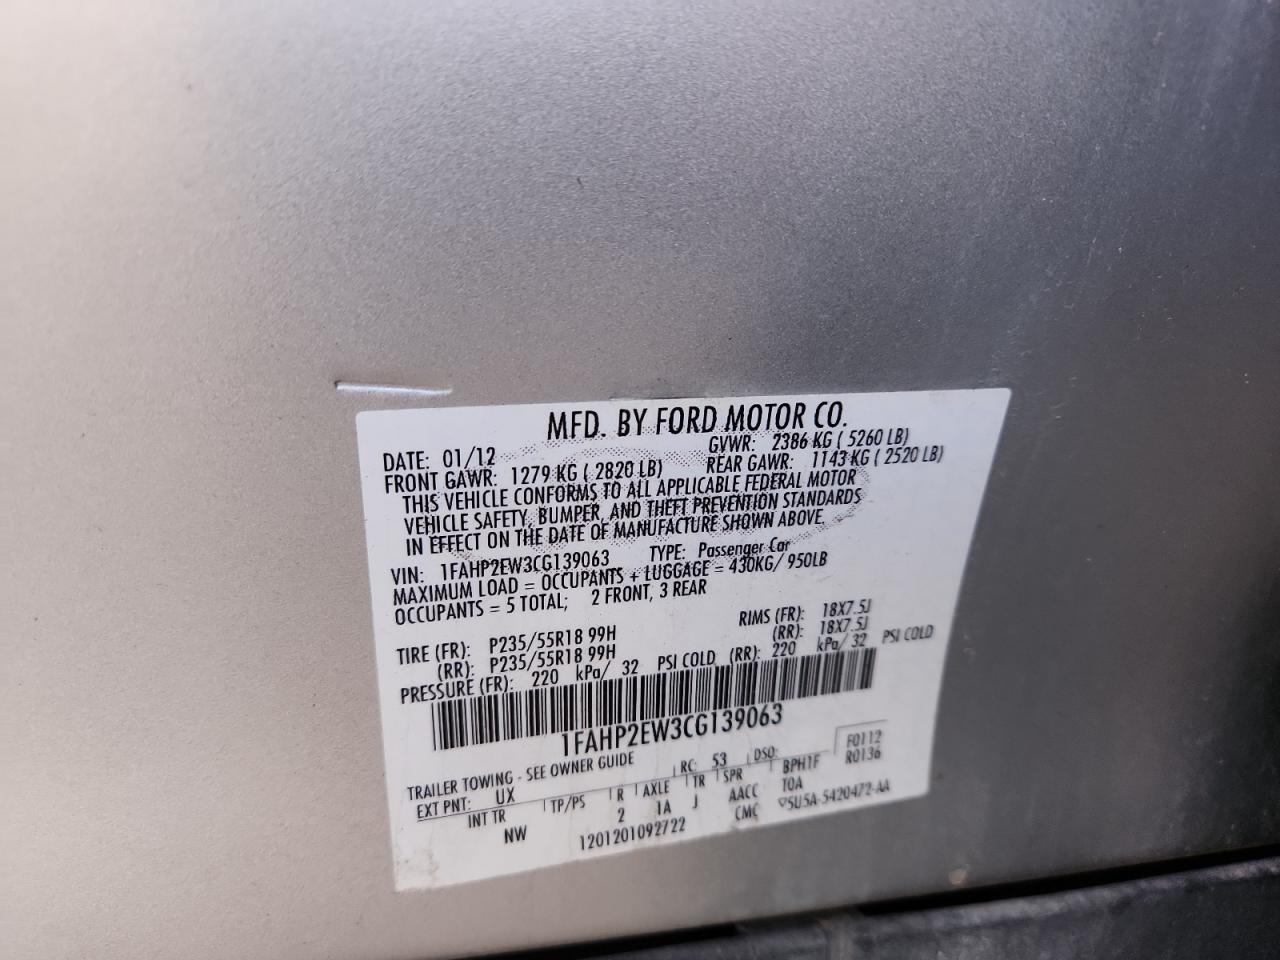 MFD. BY FORD MOTOR CO.
DATE: 01/12 GVWR: 2386 KG ( 5260 LB)
FRONT GAWR: 1279 KG ( 2820 LB) REAR GAWR: 1143 KG ( 2520 LB)
THIS VEHICLE CONFORMS TO ALL APPLICABLE FEDERAL MOTOR
VEHICLE SAFETY, BUMPER, AND THEFT PREVENTION STANDARDS
IN EFFECT ON THE DATE OF MANUFACTURE SHOWN ABOVE.
VIN: 1FAHP2EW3CG139063 TYPE: Passenger Car
MAXIMUM LOAD = OCCUPANTS + LUGGAGE = 430KG/ 950LB
OCCUPANTS = 5 TOTAL; 2 FRONT, 3 REAR
TIRE (FR): P235/55R18 99H RIMS (FR): 18X7.5J
(RR): P235/55R18 99H (RR): 18X7.5J
PRESSURE (FR): 220 kPa/ 32 PSI COLD (RR): 220 kPa/ 32 PSI COLD
1FAHP2EW3CG139063
TRAILER TOWING - SEE OWNER GUIDE RC: 53 DSO: F0112
EXT PNT: UX TP/PS R AXLE TR SPR BPH1F R0136
INT TR 2 1A J AACC TOA
NW 1201201092722 CMC 5U5A-5420472-AA